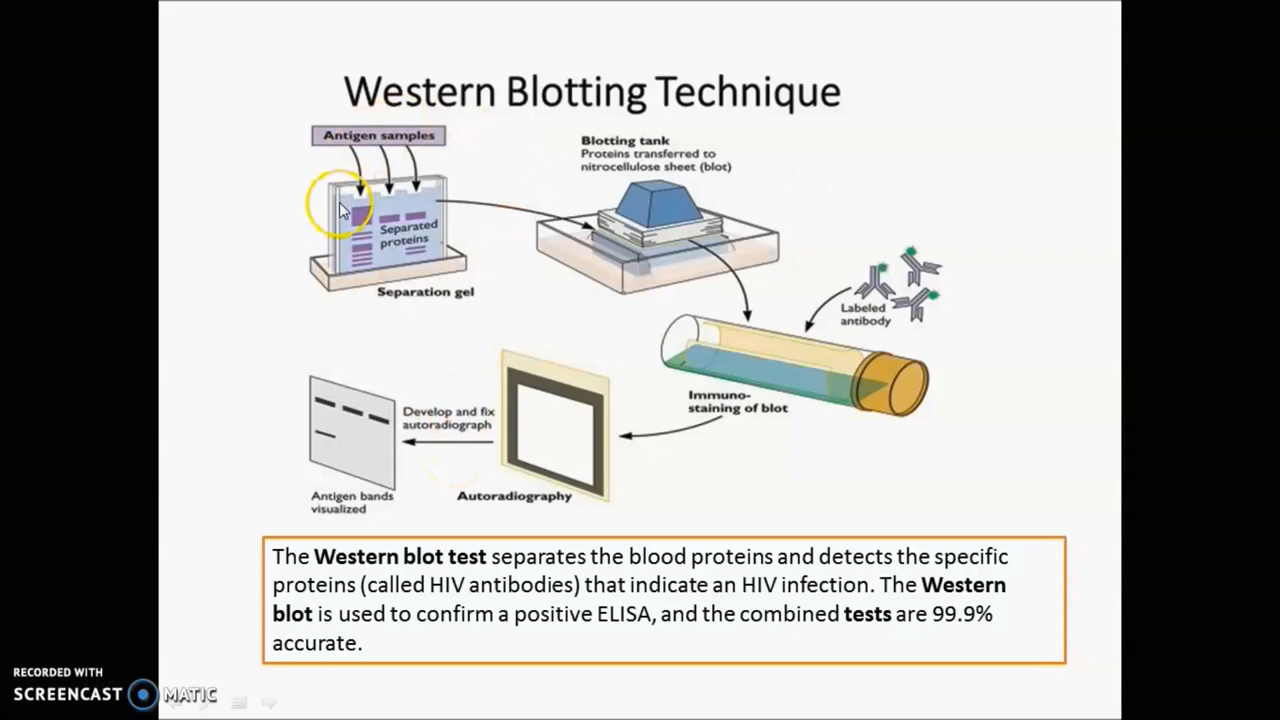 Western Blotting Technique
Antigen samples
Blotting tank
Proteins transferred to
nitrocellulose sheet (blot)
Separated
proteins
Separation gel
Labeled
antibody
Immuno-
staining of blot
Develop and fix
autoradiograph
Antigen bands
visualized
Autoradiography
The Western blot test separates the blood proteins and detects the specific
proteins (called HIV antibodies) that indicate an HIV infection. The Western
blot is used to confirm a positive ELISA, and the combined tests are 99.9%
accurate.
RECORDED WITH
SCREENCAST MATIC